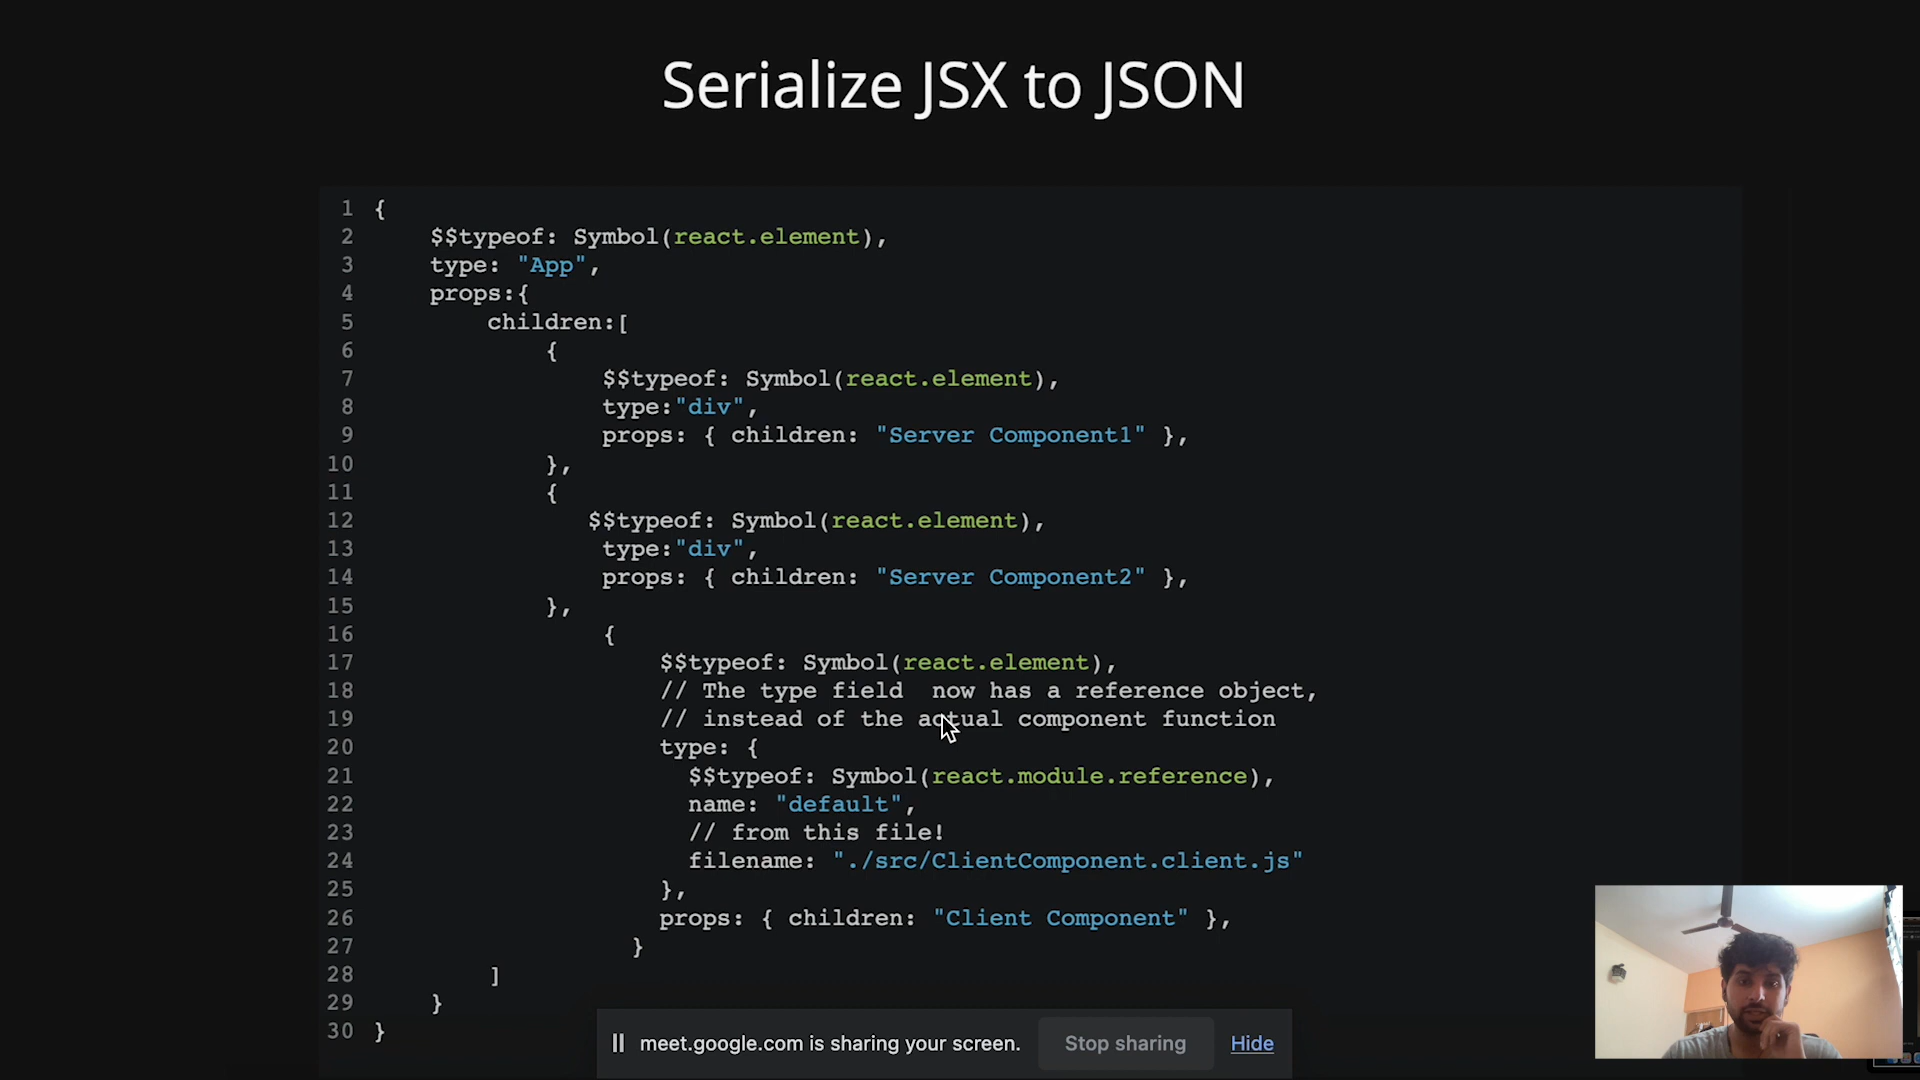 Serialize JSX to JSON
1 {
2 $$typeof: Symbol(react.element),
3 type: "App",
4 props:{
5 children:[
6 {
7 $$typeof: Symbol(react.element),
8 type:"div",
9 props: { children: "Server Component1" },
10 },
11 {
12 $$typeof: Symbol(react.element),
13 type:"div",
14 props: { children: "Server Component2" },
15 },
16 {
17 $$typeof: Symbol(react.element),
18 // The type field  now has a reference object,
19 // instead of the actual component function
20 type: {
21 $$typeof: Symbol(react.module.reference),
22 name: "default",
23 // from this file!
24 filename: "./src/ClientComponent.client.js"
25 },
26 props: { children: "Client Component" },
27 }
28 ]
29 }
30 }
meet.google.com is sharing your screen. Stop sharing Hide